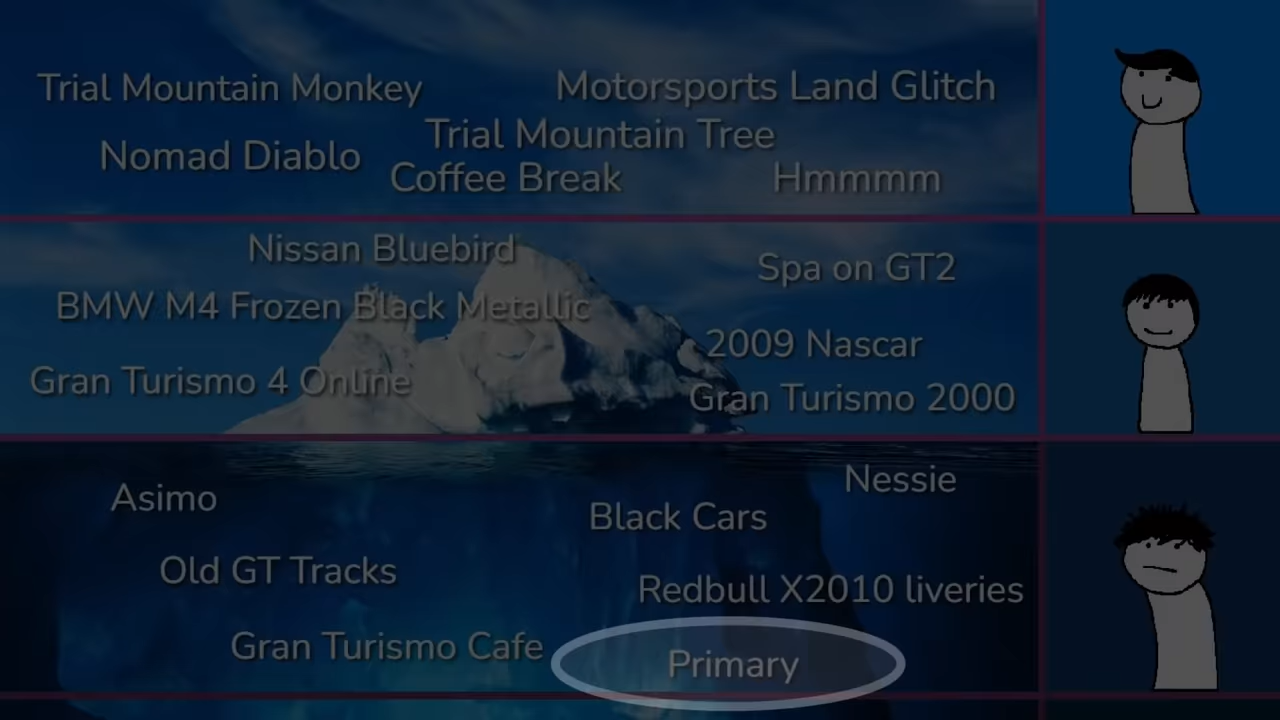 Trial Mountain Monkey
Motorsports Land Glitch
Trial Mountain Tree
Nomad Diablo
Coffee Break
Hmmmm
Nissan Bluebird
Spa on GT2
BMW M4 Frozen Black Metallic
2009 Nascar
Gran Turismo 4 Online
Gran Turismo 2000
Nessie
Asimo
Black Cars
Old GT Tracks
Redbull X2010 liveries
Gran Turismo Cafe
Primary